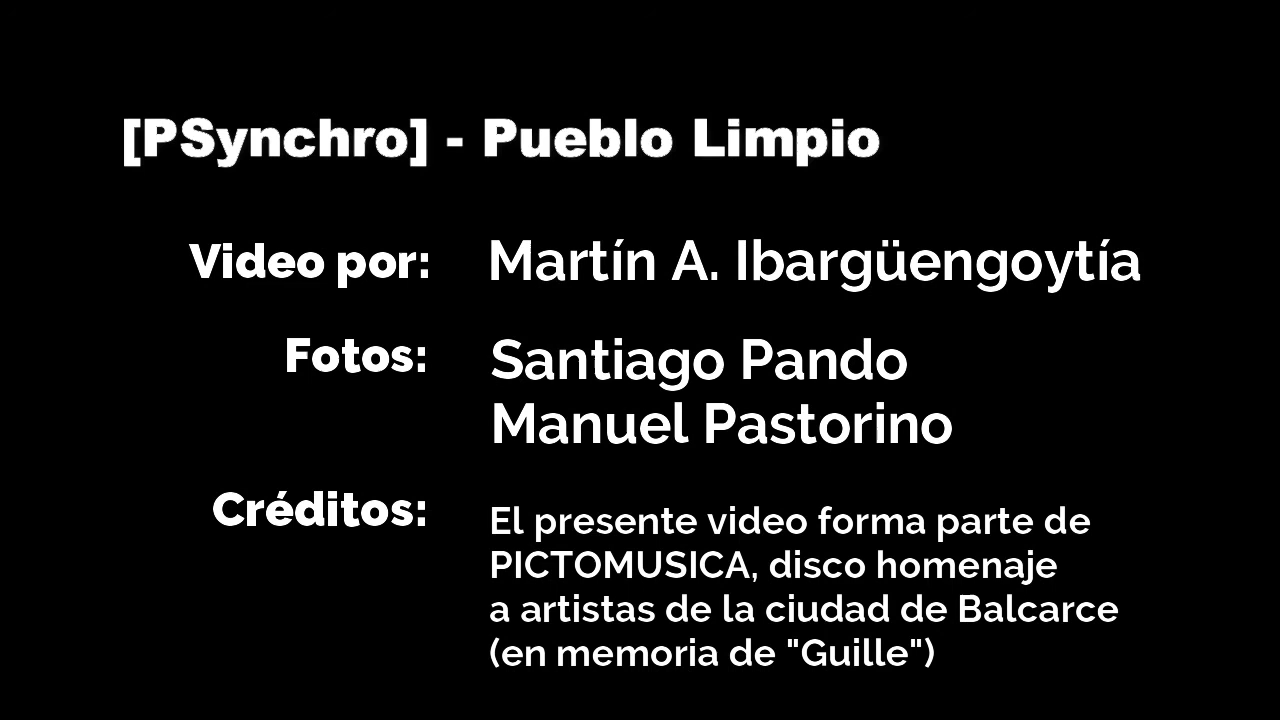 [PSynchro] - Pueblo Limpio
Video por: Martín A. Ibargüengoytía
Fotos: Santiago Pando
Manuel Pastorino
Créditos: El presente video forma parte de
PICTOMUSICA, disco homenaje
a artistas de la ciudad de Balcarce
(en memoria de "Guille")